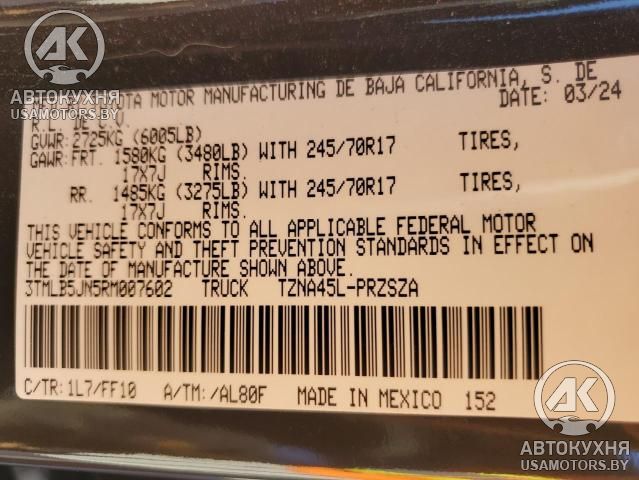 AK
АВТОКУХНЯ
USAMOTORS.BY
TOYOTA MOTOR MANUFACTURING DE BAJA CALIFORNIA, S. DE
R.L. DE C.V. DATE: 03/24
GVWR: 2725KG (6005LB)
GAWR: FRT. 1580KG (3480LB) WITH 245/70R17 TIRES,
17X7J RIMS.
RR. 1485KG (3275LB) WITH 245/70R17 TIRES,
17X7J RIMS.
THIS VEHICLE CONFORMS TO ALL APPLICABLE FEDERAL MOTOR
VEHICLE SAFETY AND THEFT PREVENTION STANDARDS IN EFFECT ON
THE DATE OF MANUFACTURE SHOWN ABOVE.
3TMLB5JN5RM007602 TRUCK TZNA45L-PRZSZA
C/TR: 1L7/FF10 A/TM: /AL80F MADE IN MEXICO 152
АВТОКУХНЯ
USAMOTORS.BY